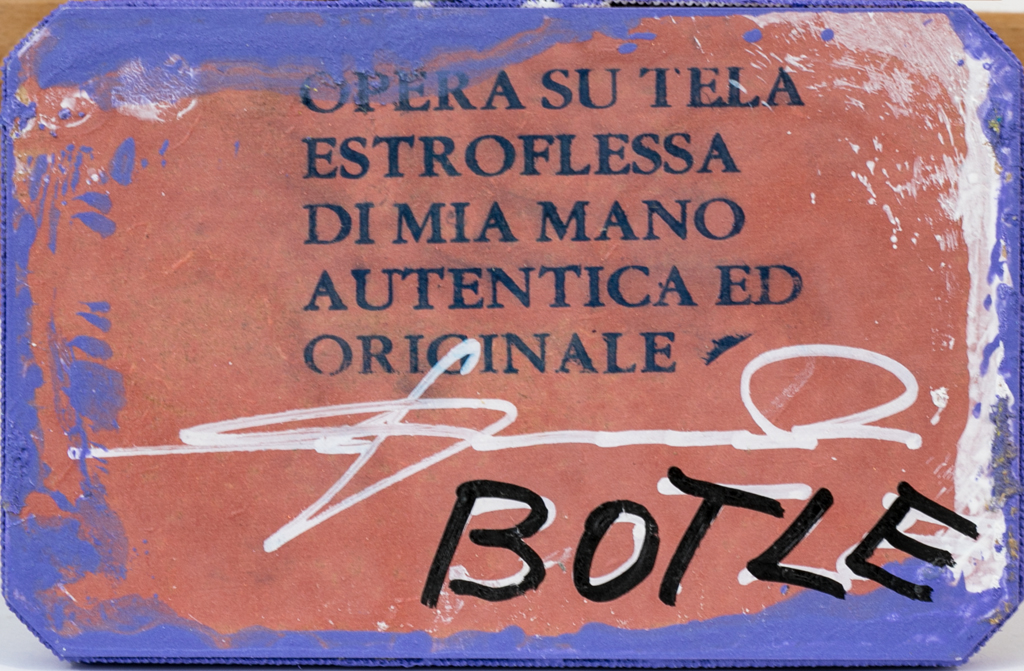 OPERA SU TELA
ESTROFLESSA
DI MIA MANO
AUTENTICA ED
ORIGINALE
BOTLE